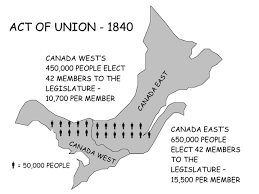 ACT OF UNION - 1840
CANADA WEST'S
450,000 PEOPLE ELECT
42 MEMBERS TO THE
LEGISLATURE –
10,700 PER MEMBER
CANADA EAST
CANADA WEST
CANADA EAST'S
650,000 PEOPLE
ELECT 42 MEMBERS
TO THE
LEGISLATURE –
15,500 PER MEMBER
= 50,000 PEOPLE